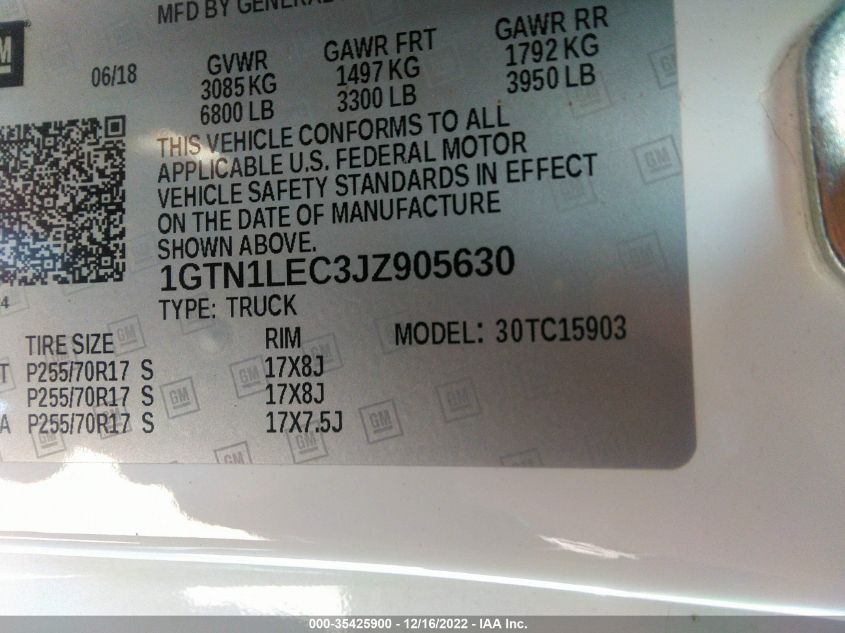 MFD BY GENERAL
GM
06/18
GVWR GAWR FRT GAWR RR
3085 KG 1497 KG 1792 KG
6800 LB 3300 LB 3950 LB
THIS VEHICLE CONFORMS TO ALL
APPLICABLE U.S. FEDERAL MOTOR
VEHICLE SAFETY STANDARDS IN EFFECT
ON THE DATE OF MANUFACTURE
SHOWN ABOVE.
1GTN1LEC3JZ905630
4
TYPE: TRUCK
MODEL: 30TC15903
TIRE SIZE RIM
T P255/70R17 S 17X8J
P255/70R17 S 17X8J
A P255/70R17 S 17X7.5J
000-35425900 - 12/16/2022 - IAA Inc.